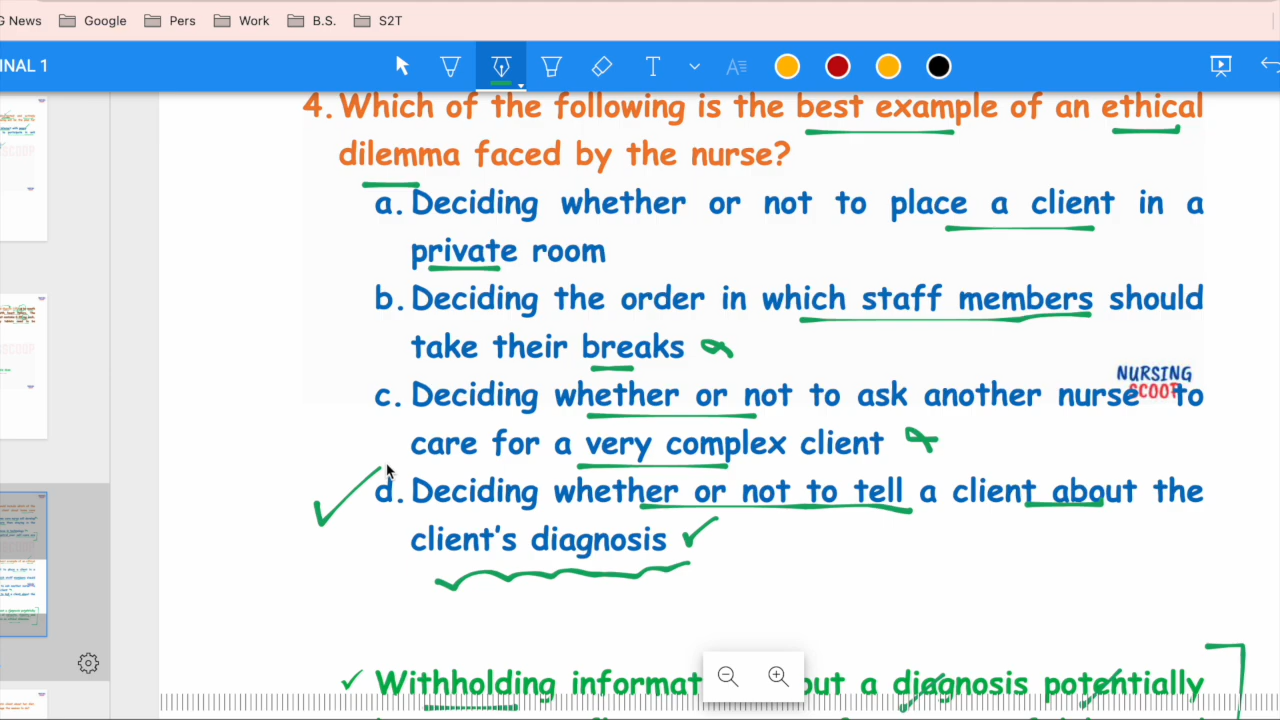 G News Google Pers Work B.S. S2T
INAL 1
4. Which of the following is the best example of an ethical
dilemma faced by the nurse?
a. Deciding whether or not to place a client in a
private room
b. Deciding the order in which staff members should
take their breaks
NURSING
SCOOP
c. Deciding whether or not to ask another nurse to
care for a very complex client
d. Deciding whether or not to tell a client about the
client's diagnosis
✓ Withholding a diagnosis potentially